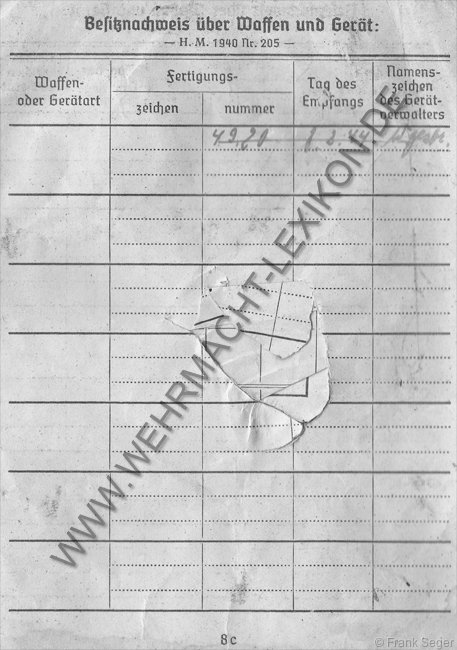 Besitznachweis über Waffen und Gerät:
— H. M. 1940 Nr. 205 —
Waffen-
oder Gerätart
Fertigungs-
zeichen
nummer
Tag des
Empfangs
Namens-
zeichen
des Gerät-
verwalters
4920
8c
WWW.WEHRMACHT-LEXIKON.DE
© Frank Seder